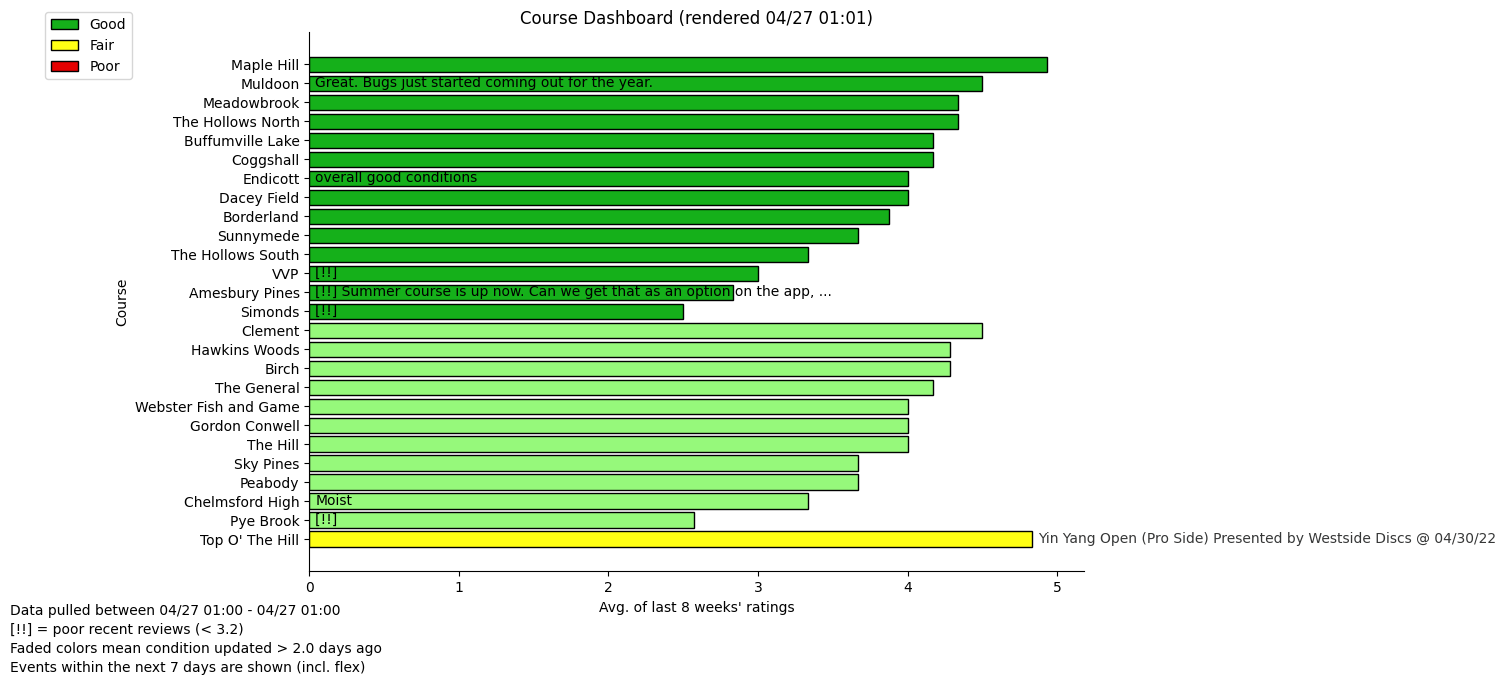 Good
Fair
Poor
Course Dashboard (rendered 04/27 01:01)
Course
Maple Hill
Muldoon Great. Bugs just started coming out for the year.
Meadowbrook
The Hollows North
Buffumville Lake
Coggshall
Endicott overall good conditions
Dacey Field
Borderland
Sunnymede
The Hollows South
VVP [!!]
Amesbury Pines [!!] Summer course is up now. Can we get that as an option on the app, ...
Simonds [!!]
Clement
Hawkins Woods
Birch
The General
Webster Fish and Game
Gordon Conwell
The Hill
Sky Pines
Peabody
Chelmsford High Moist
Pye Brook [!!]
Top O' The Hill Yin Yang Open (Pro Side) Presented by Westside Discs @ 04/30/22
0 1 2 3 4 5
Avg. of last 8 weeks' ratings
Data pulled between 04/27 01:00 - 04/27 01:00
[!!] = poor recent reviews (< 3.2)
Faded colors mean condition updated > 2.0 days ago
Events within the next 7 days are shown (incl. flex)